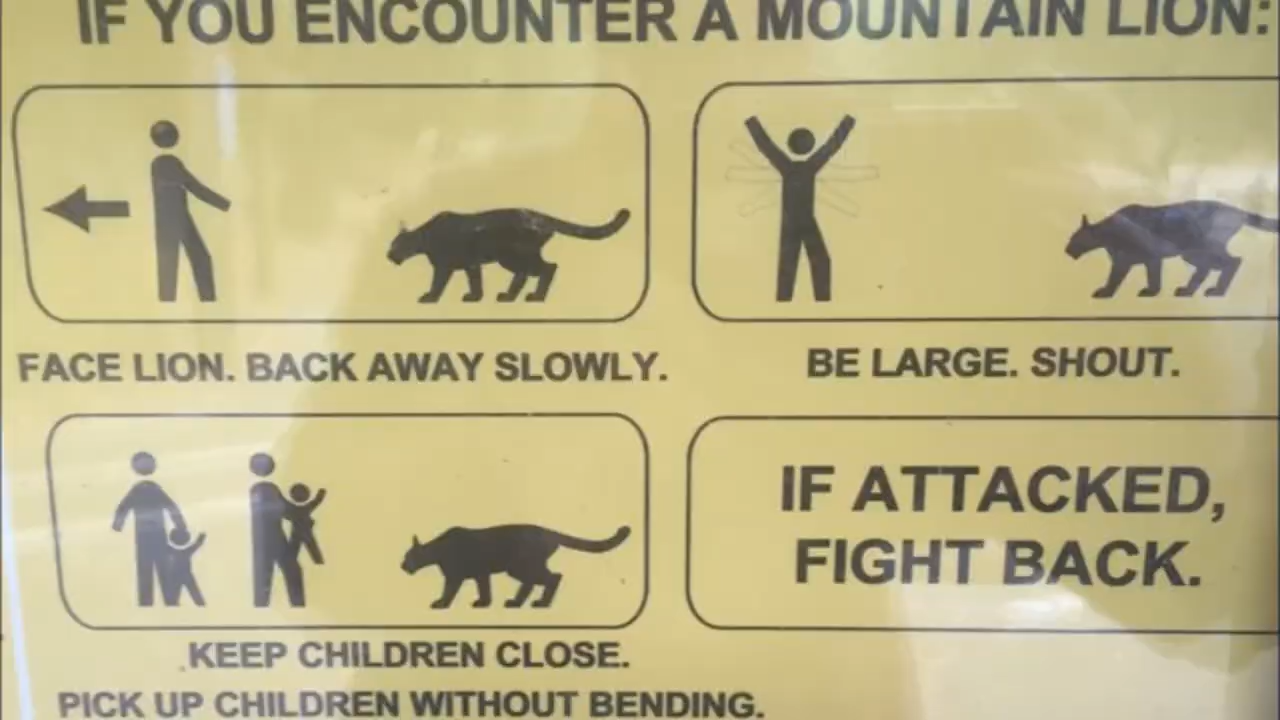 IF YOU ENCOUNTER A MOUNTAIN LION:
FACE LION. BACK AWAY SLOWLY.
BE LARGE. SHOUT.
IF ATTACKED,
FIGHT BACK.
KEEP CHILDREN CLOSE.
PICK UP CHILDREN WITHOUT BENDING.